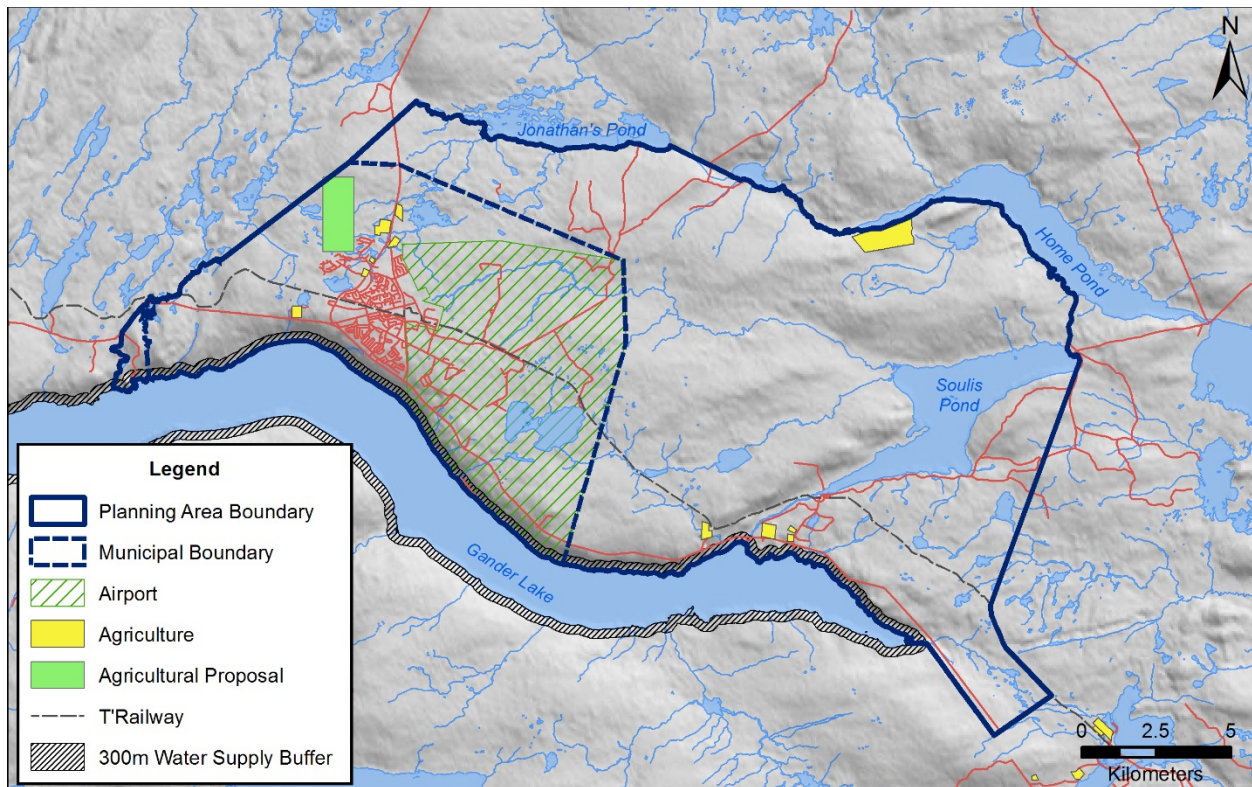 N
Jonathan's Pond
Home Pond
Soulis
Pond
Gander Lake
Legend
Planning Area Boundary
Municipal Boundary
Airport
Agriculture
Agricultural Proposal
T'Railway
300m Water Supply Buffer
0 2.5 5
Kilometers